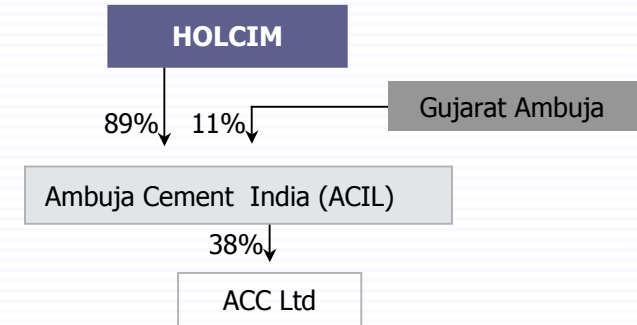 HOLCIM
Gujarat Ambuja
89% 11%
Ambuja Cement India (ACIL)
38%
ACC Ltd